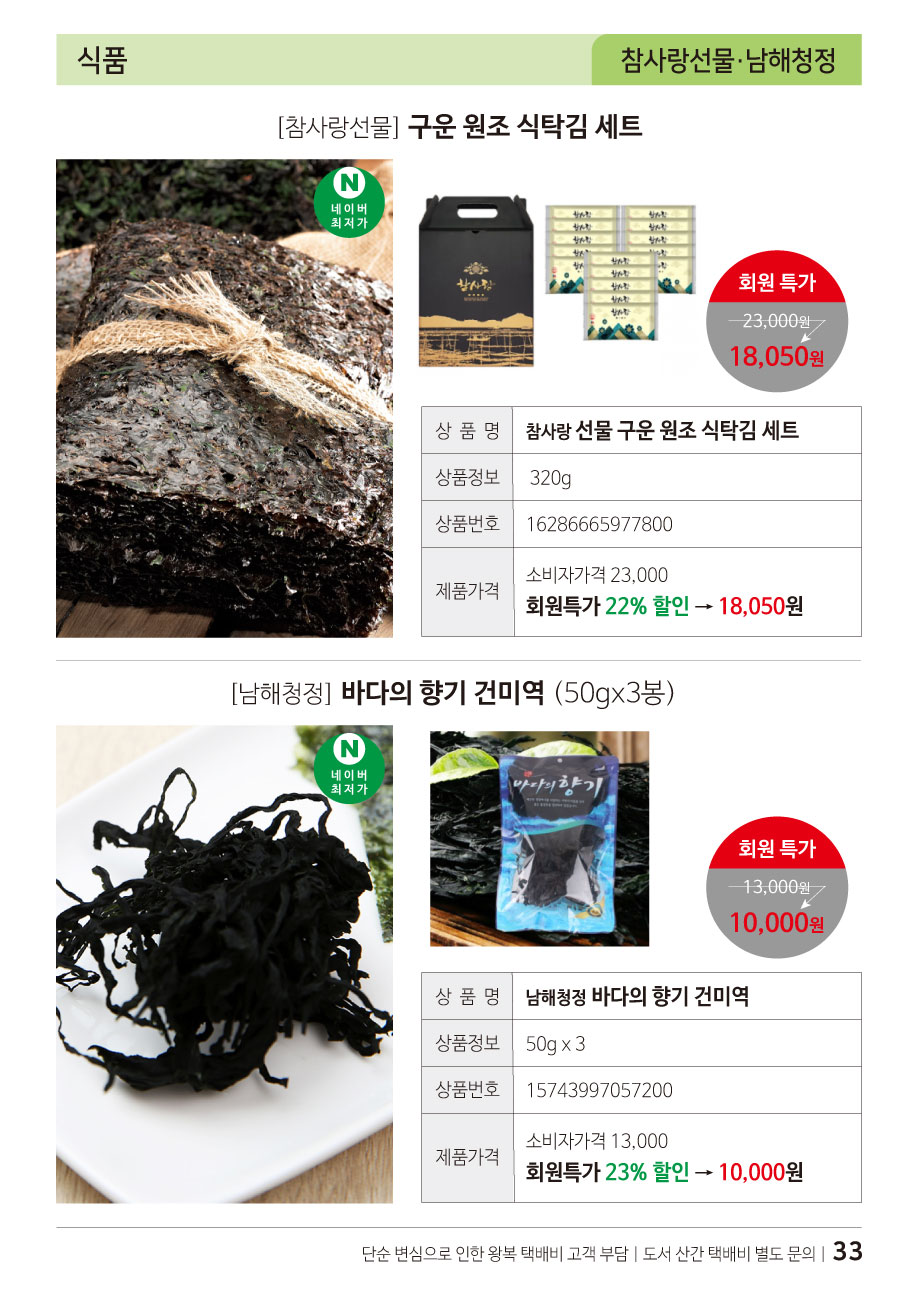 식품
참사랑선물·남해청정
[참사랑선물] 구운 원조 식탁김 세트
N
네이버
최저가
참사랑
회원 특가
23,000원
18,050원
상 품 명 참사랑 선물 구운 원조 식탁김 세트
상품정보 320g
상품번호 16286665977800
제품가격 소비자가격 23,000
회원특가 22% 할인 → 18,050원
[남해청정] 바다의 향기 건미역 (50gx3봉)
N
네이버
최저가
바다의향기
회원 특가
13,000원
10,000원
상 품 명 남해청정 바다의 향기 건미역
상품정보 50g x 3
상품번호 15743997057200
제품가격 소비자가격 13,000
회원특가 23% 할인 → 10,000원
단순 변심으로 인한 왕복 택배비 고객 부담 | 도서 산간 택배비 별도 문의 | 33